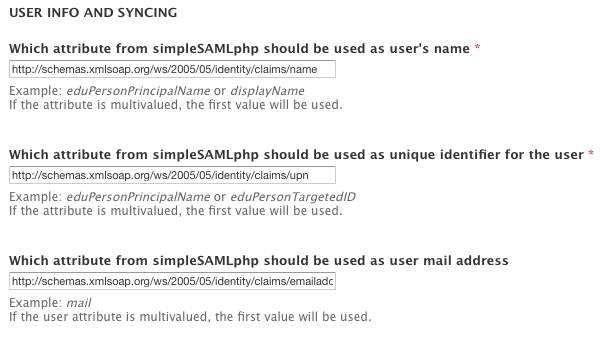 USER INFO AND SYNCING
Which attribute from simpleSAMLphp should be used as user's name *
http://schemas.xmlsoap.org/ws/2005/05/identity/claims/name
Example: eduPersonPrincipalName or displayName
If the attribute is multivalued, the first value will be used.
Which attribute from simpleSAMLphp should be used as unique identifier for the user *
http://schemas.xmlsoap.org/ws/2005/05/identity/claims/upn
Example: eduPersonPrincipalName or eduPersonTargetedID
If the attribute is multivalued, the first value will be used.
Which attribute from simpleSAMLphp should be used as user mail address
http://schemas.xmlsoap.org/ws/2005/05/identity/claims/emailadd
Example: mail
If the user attribute is multivalued, the first value will be used.